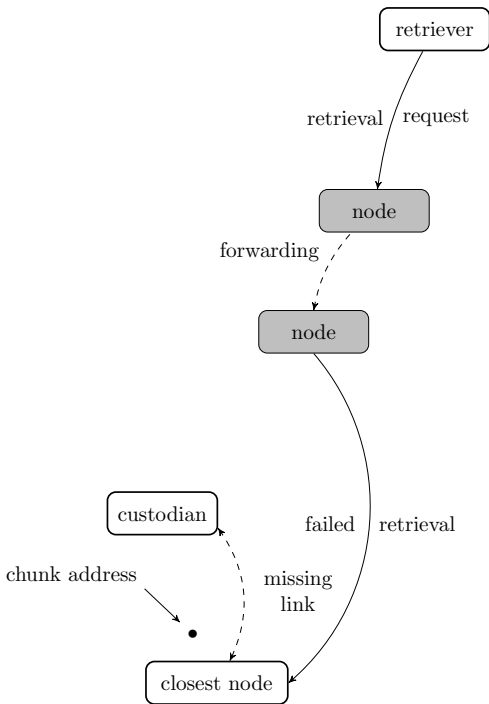 retriever
retrieval request
node
forwarding
node
custodian
failed retrieval
chunk address
missing
link
closest node